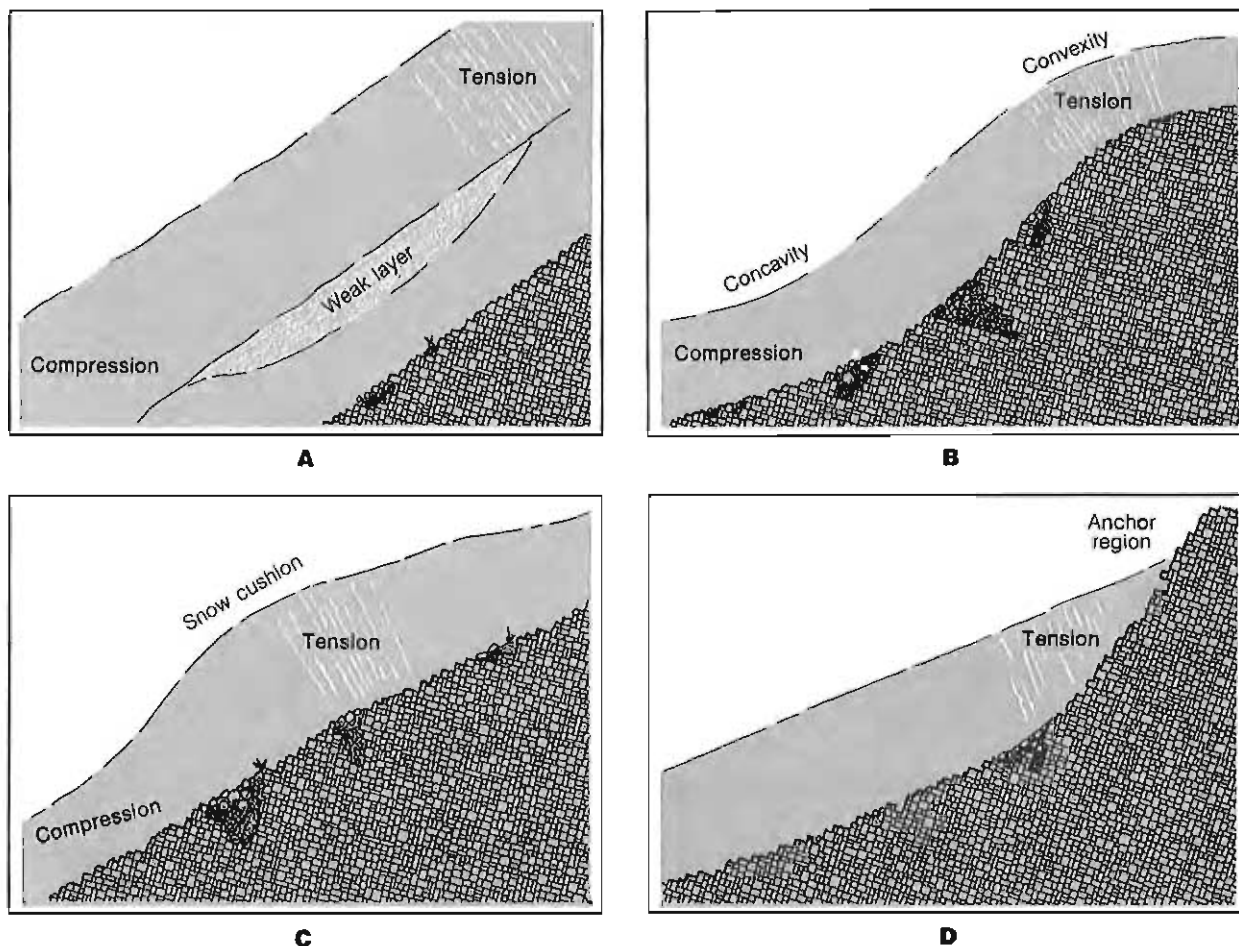 Tension
Weak layer
Compression
A
Convexity
Tension
Concavity
Compression
B
Snow cushion
Tension
Compression
C
Anchor
region
Tension
D